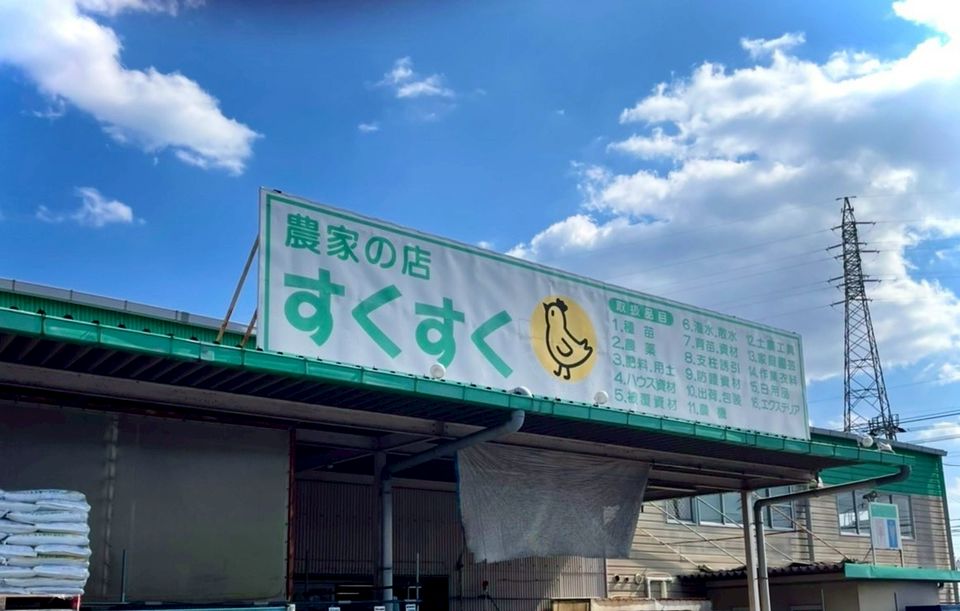 農家の店
すくすく
取扱品目
1.種苗
2.農薬
3.肥料.用土
4.ハウス資材
5.被覆資材
6.潅水.散水
7.育苗.資材
8.支柱誘引
9.防護資材
10.出荷.包装
11.農機
12.土農工具
13.家庭園芸
14.作業衣料
15.日用品
16.エクステリア